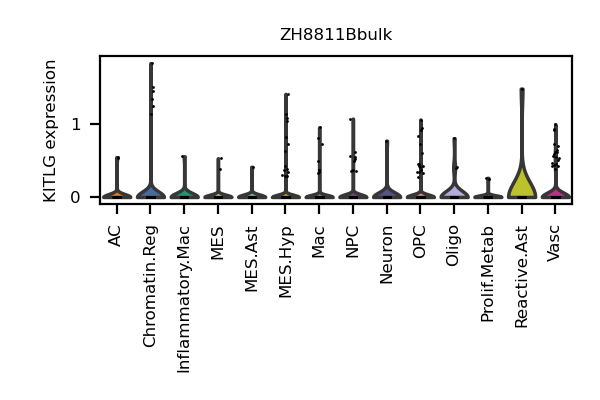 ZH8811Bbulk
KITLG expression
1
0
AC
Chromatin.Reg
Inflammatory.Mac
MES
MES.Ast
MES.Hyp
Mac
NPC
Neuron
OPC
Oligo
Prolif.Metab
Reactive.Ast
Vasc